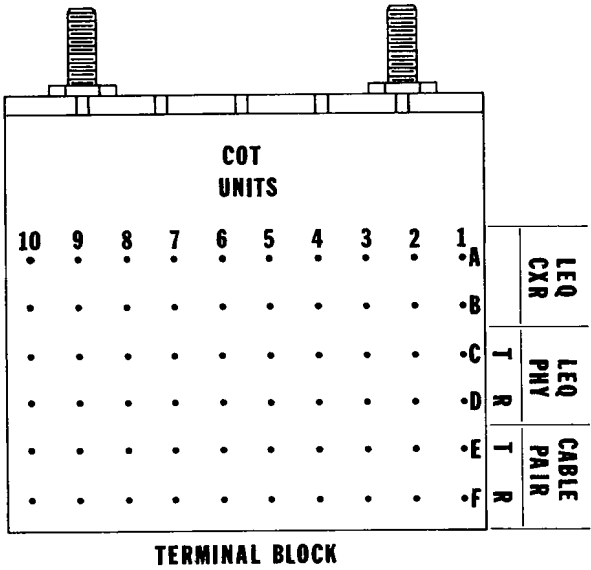 COT
UNITS
10 9 8 7 6 5 4 3 2 1
A
B
C
D
E
F
LEQ
CXR
T
R
LEQ
PHY
T
R
CABLE
PAIR
TERMINAL BLOCK